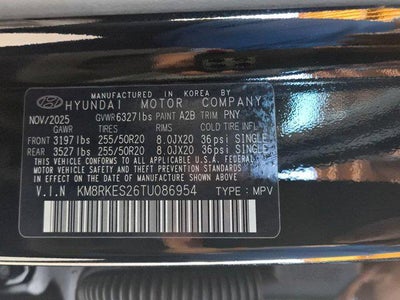 MANUFACTURED IN KOREA BY
HYUNDAI MOTOR COMPANY
NOV/2025 GVWR 6327lbs PAINT A2B TRIM PNY
GAWR TIRES RIMS COLD TIRE INFL
FRONT 3197lbs 255/50R20 8.0JX20 36psi SINGLE
REAR 3527lbs 255/50R20 8.0JX20 36psi SINGLE
THIS VEHICLE CONFORMS TO ALL APPLICABLE U.S. FEDERAL
MOTOR VEHICLE SAFETY STANDARDS IN EFFECT ON THE
DATE OF MANUFACTURE SHOWN ABOVE.
V.I.N KM8RKES26TU086954 TYPE : MPV